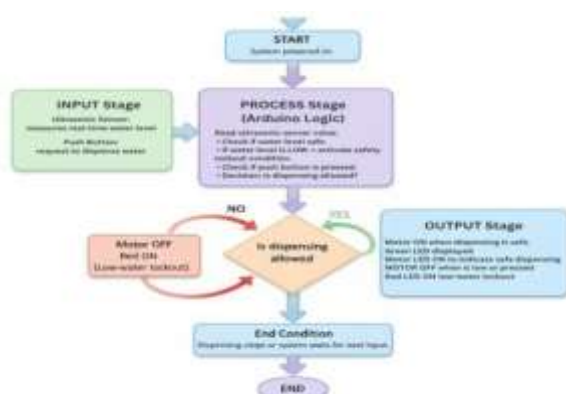 START
System powered on
INPUT Stage
Ultrasonic Sensor
measures real-time water level
Push Button
request to dispense water
PROCESS Stage
(Arduino Logic)
Read ultrasonic sensor value:
• Check if water level safe
• If water level is LOW = activate safety
lockout condition.
• Check if push button is pressed
• Decision: is dispensing allowed?
NO
YES
Motor OFF
Red ON
(Low-water lockout)
Is dispensing
allowed
OUTPUT Stage
Motor ON when dispensing is safe
Green LED displayed
LED ON to indicate safe dispensing
MOTOR OFF when is low or pressed
Red LED ON low-water lockout
End Condition
Dispensing stops or system waits for next input
END